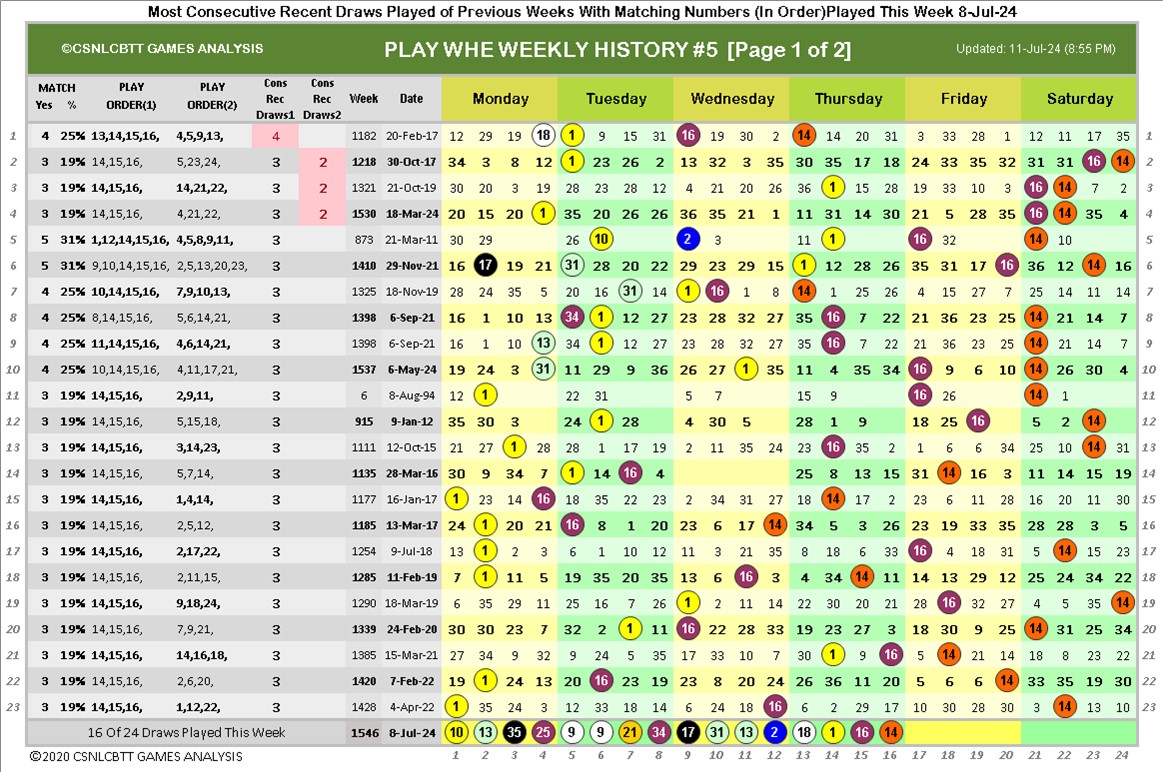 Most Consecutive Recent Draws Played of Previous Weeks With Matching Numbers (In Order)Played This Week 8-Jul-24
©CSNLCBTT GAMES ANALYSIS PLAY WHE WEEKLY HISTORY #5 [Page 1 of 2] Updated: 11-Jul-24 (8:55 PM)
MATCH Yes % PLAY ORDER(1) PLAY ORDER(2) Cons Rec Draws1 Cons Rec Draws2 Week Date Monday Tuesday Wednesday Thursday Friday Saturday
1 4 25% 13,14,15,16, 4,5,9,13, 4 1182 20-Feb-17 12 29 19 18 1 9 15 31 16 19 30 2 14 14 20 31 3 33 28 1 12 11 17 35 1
2 3 19% 14,15,16, 5,23,24, 3 2 1218 30-Oct-17 34 3 8 12 1 23 26 2 13 32 3 35 30 35 17 18 24 33 35 32 31 31 16 14 2
3 3 19% 14,15,16, 14,21,22, 3 2 1321 21-Oct-19 30 20 3 19 28 23 28 12 4 21 20 26 36 1 15 28 19 33 10 3 16 14 7 2 3
4 3 19% 14,15,16, 4,21,22, 3 2 1530 18-Mar-24 20 15 20 1 35 20 26 26 36 35 21 1 11 31 14 30 21 5 28 35 16 14 35 4 4
5 5 31% 1,12,14,15,16, 4,5,8,9,11, 3 873 21-Mar-11 30 29 26 10 2 3 11 1 16 32 14 10 5
6 5 31% 9,10,14,15,16, 2,5,13,20,23, 3 1410 29-Nov-21 16 17 19 21 31 28 20 22 29 23 29 15 1 12 28 26 35 31 17 16 36 12 14 16 6
7 4 25% 10,14,15,16, 7,9,10,13, 3 1325 18-Nov-19 28 24 35 5 20 16 31 14 1 16 1 8 14 1 25 26 4 15 27 7 25 14 11 14 7
8 4 25% 8,14,15,16, 5,6,14,21, 3 1398 6-Sep-21 16 1 10 13 34 1 12 27 23 28 32 27 35 16 7 22 21 36 23 25 14 21 14 7 8
9 4 25% 11,14,15,16, 4,6,14,21, 3 1398 6-Sep-21 16 1 10 13 34 1 12 27 23 28 32 27 35 16 7 22 21 36 23 25 14 21 14 7 9
10 4 25% 10,14,15,16, 4,11,17,21, 3 1537 6-May-24 19 24 3 31 11 29 9 36 26 27 1 35 11 4 35 34 16 9 6 10 14 26 30 4 10
11 3 19% 14,15,16, 2,9,11, 3 6 8-Aug-94 2 1 22 31 5 7 15 9 16 26 14 1 11
12 3 19% 14,15,16, 5,15,18, 3 915 9-Jan-12 35 30 3 24 1 28 4 30 5 28 1 9 18 25 16 5 2 14 12
13 3 19% 14,15,16, 3,14,23, 3 1111 12-Oct-15 21 27 1 28 28 1 17 19 2 11 35 24 23 16 35 2 1 6 6 34 25 10 14 31 13
14 3 19% 14,15,16, 5,7,14, 3 1135 28-Mar-16 30 9 34 7 1 14 16 4 25 8 13 15 31 14 16 3 11 14 15 19 14
15 3 19% 14,15,16, 1,4,14, 3 1177 16-Jan-17 1 23 14 16 18 35 22 23 2 34 31 27 18 14 15 2 23 6 11 28 16 20 11 30 15
16 3 19% 14,15,16, 2,5,12, 3 1185 13-Mar-17 24 1 20 21 16 8 1 20 23 6 17 14 34 5 3 26 23 19 33 35 28 28 3 5 16
17 3 19% 14,15,16, 2,17,22, 3 1254 9-Jul-18 13 1 2 3 6 1 10 12 11 3 21 35 8 18 6 33 16 4 18 31 5 14 15 23 17
18 3 19% 14,15,16, 2,11,15, 3 1285 11-Feb-19 7 1 11 5 19 35 20 35 13 6 16 3 4 34 14 11 14 13 29 12 25 24 34 22 18
19 3 19% 14,15,16, 9,18,24, 3 1290 18-Mar-19 6 35 29 11 25 16 7 26 1 2 11 14 22 30 20 21 28 16 32 27 4 5 35 14 19
20 3 19% 14,15,16, 7,9,21, 3 1339 24-Feb-20 30 30 23 7 32 2 1 11 16 22 28 33 19 23 27 3 18 30 9 25 14 31 25 34 20
21 3 19% 14,15,16, 14,16,18, 3 1385 15-Mar-21 27 34 9 32 9 24 5 35 17 33 10 7 30 1 9 16 5 14 21 34 18 8 23 22 21
22 3 19% 14,15,16, 2,6,20, 3 1420 7-Feb-22 19 1 24 13 20 16 23 19 23 8 20 24 26 36 11 20 5 6 6 14 33 35 19 30 22
23 3 19% 14,15,16, 1,12,22, 3 1428 4-Apr-22 1 35 24 3 12 33 18 14 6 24 18 16 6 2 29 17 10 28 30 30 3 14 13 10 23
16 Of 24 Draws Played This Week 1546 8-Jul-24 10 13 35 25 9 9 21 34 17 31 13 2 18 1 16 14
©2020 CSNLCBTT GAMES ANALYSIS 1 2 3 4 5 6 7 8 9 10 11 12 13 14 15 16 17 18 19 20 21 22 23 24